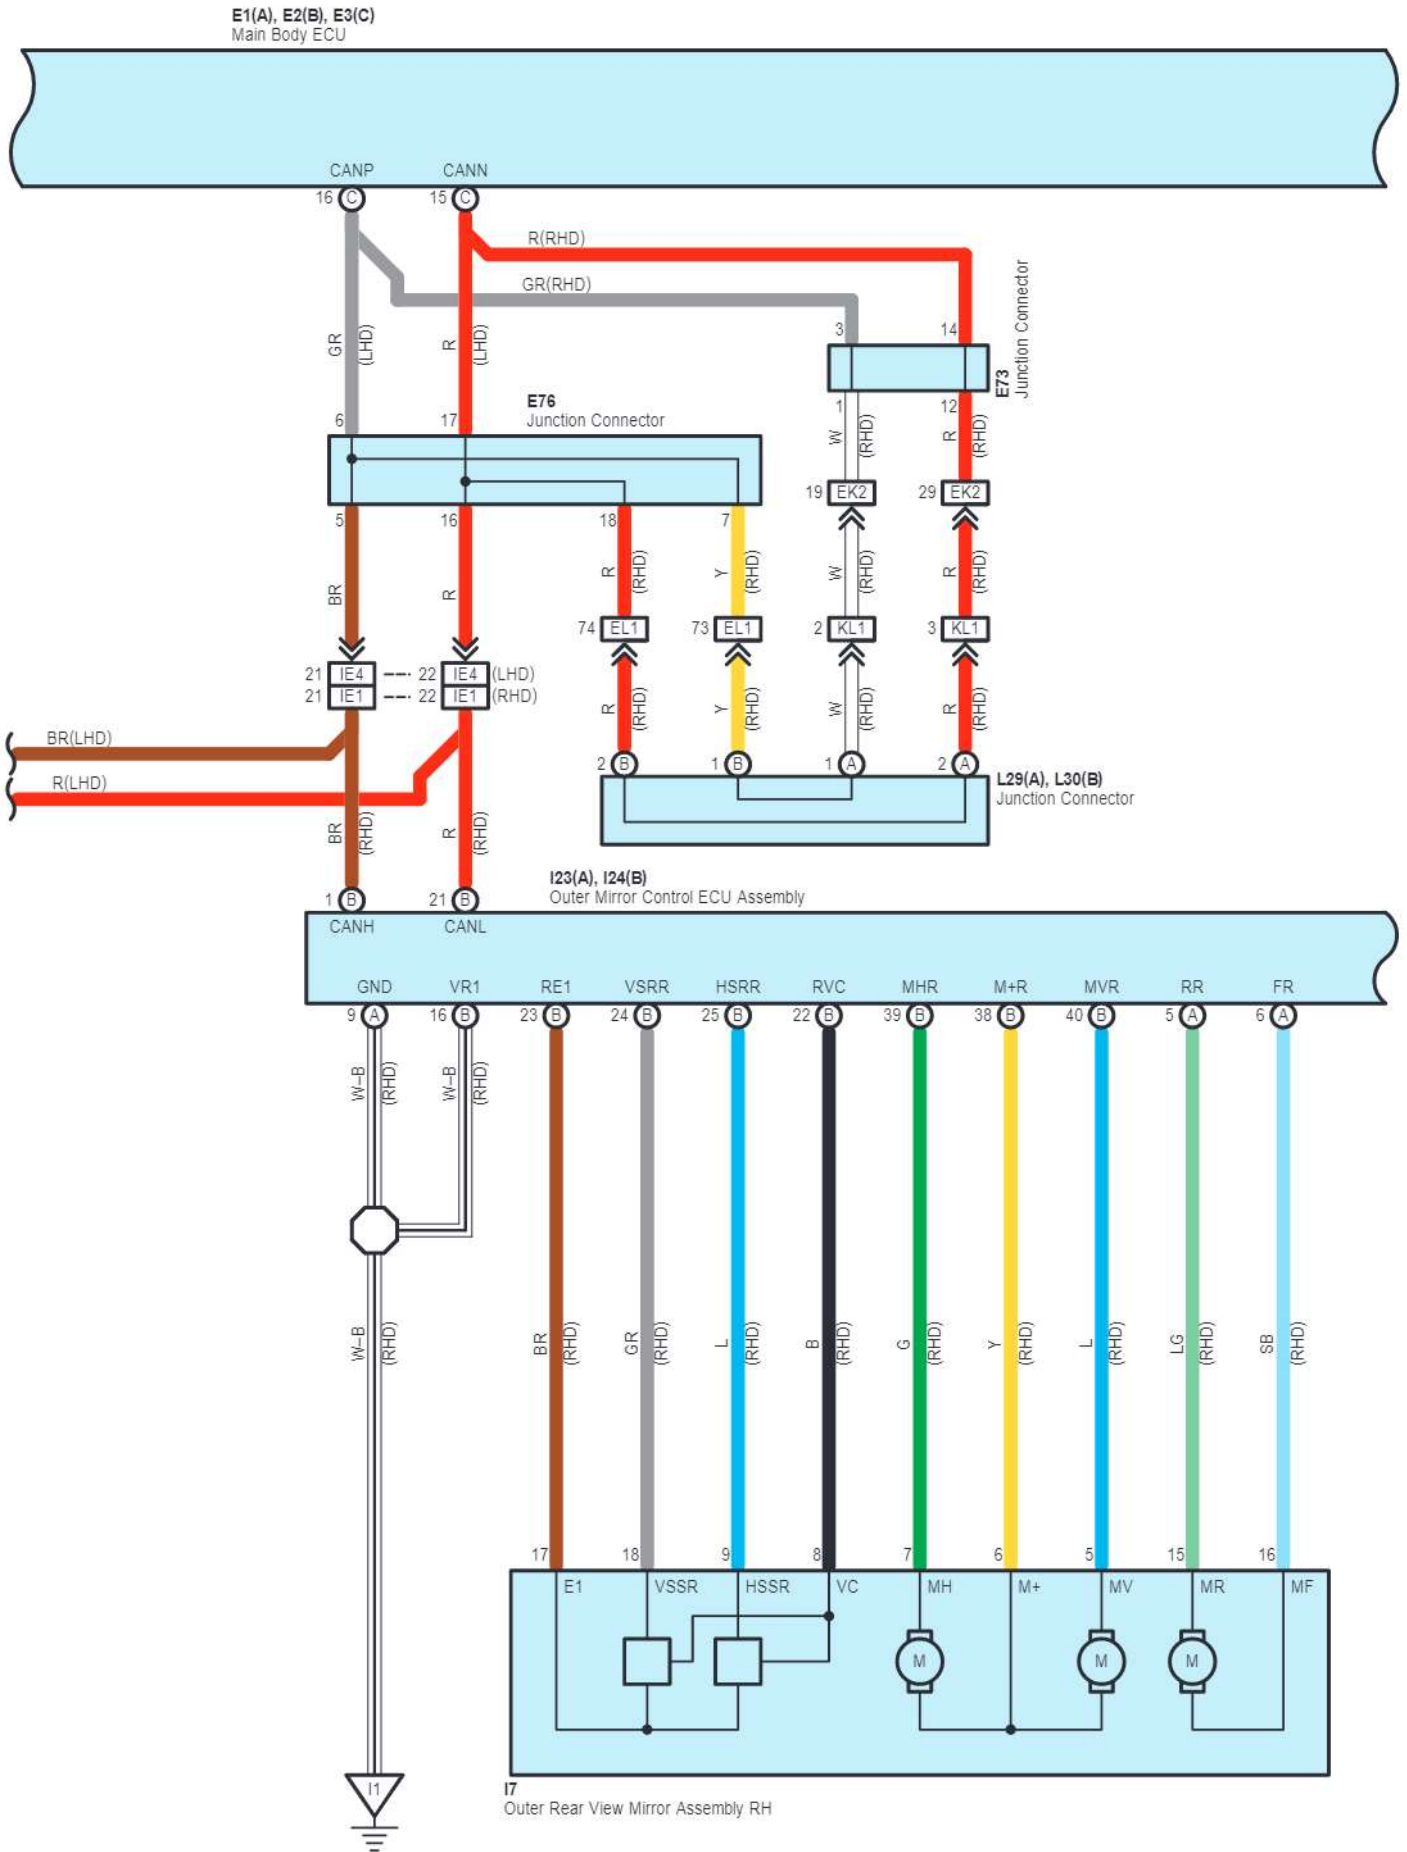 E1(A), E2(B), E3(C)
Main Body ECU
CANP CANN
16 C 15 C
R(RHD)
GR(RHD)
GR (LHD) R (LHD)
3 14
E73
Junction Connector
1 12
E76
Junction Connector
6 17
W (RHD) R (RHD)
19 EK2 29 EK2
5 16 18 7
BR R R (RHD) Y (RHD) W (RHD) R (RHD)
74 EL1 73 EL1 2 KL1 3 KL1
21 IE4 22 IE4 (LHD)
21 IE1 22 IE1 (RHD)
R (RHD) Y (RHD) W (RHD) R (RHD)
BR(LHD)
R(LHD)
2 B 1 B 1 A 2 A
L29(A), L30(B)
Junction Connector
BR (RHD) R (RHD)
I23(A), I24(B)
Outer Mirror Control ECU Assembly
1 B 21 B
CANH CANL
GND VR1 RE1 VSRR HSRR RVC MHR M+R MVR RR FR
9 A 16 B 23 B 24 B 25 B 22 B 39 B 38 B 40 B 5 A 6 A
W–B (RHD) W–B (RHD)
W–B (RHD) BR (RHD) GR (RHD) L (RHD) B (RHD) G (RHD) Y (RHD) L (RHD) LG (RHD) SB (RHD)
17 18 9 8 7 6 5 15 16
E1 VSSR HSSR VC MH M+ MV MR MF
M M M
I1
I7
Outer Rear View Mirror Assembly RH